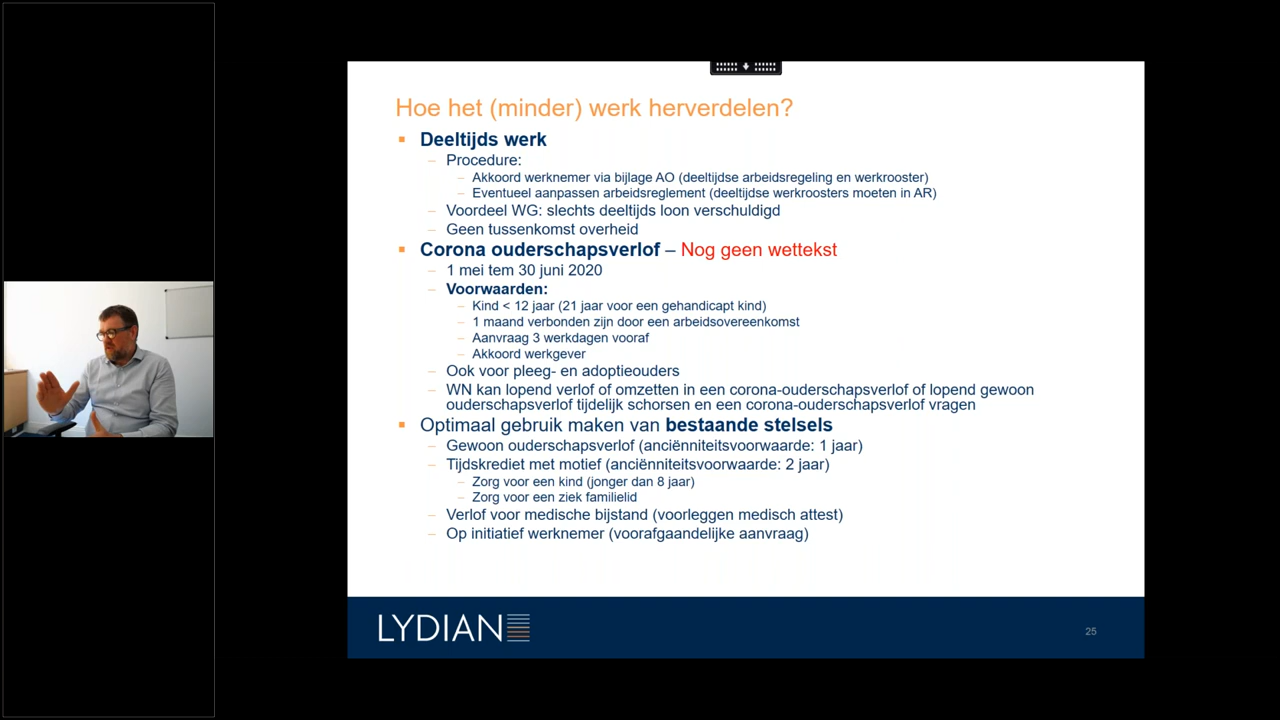 Hoe het (minder) werk herverdelen?
Deeltijds werk
Procedure:
Akkoord werknemer via bijlage AO (deeltijdse arbeidsregeling en werkrooster)
Eventueel aanpassen arbeidsreglement (deeltijdse werkroosters moeten in AR)
Voordeel WG: slechts deeltijds loon verschuldigd
Geen tussenkomst overheid
Corona ouderschapsverlof – Nog geen wettekst
1 mei tem 30 juni 2020
Voorwaarden:
Kind < 12 jaar (21 jaar voor een gehandicapt kind)
1 maand verbonden zijn door een arbeidsovereenkomst
Aanvraag 3 werkdagen vooraf
Akkoord werkgever
Ook voor pleeg- en adoptieouders
WN kan lopend verlof of omzetten in een corona-ouderschapsverlof of lopend gewoon
ouderschapsverlof tijdelijk schorsen en een corona-ouderschapsverlof vragen
Optimaal gebruik maken van bestaande stelsels
Gewoon ouderschapsverlof (anciënniteitsvoorwaarde: 1 jaar)
Tijdskrediet met motief (anciënniteitsvoorwaarde: 2 jaar)
Zorg voor een kind (jonger dan 8 jaar)
Zorg voor een ziek familielid
Verlof voor medische bijstand (voorleggen medisch attest)
Op initiatief werknemer (voorafgaandelijke aanvraag)
LYDIAN
25